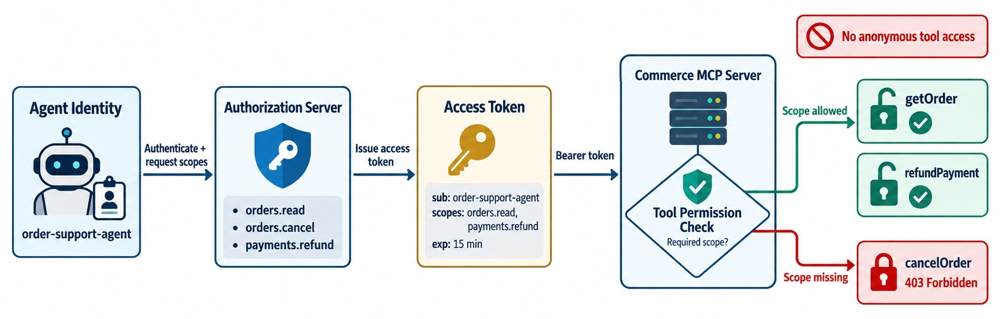 No anonymous tool access
Agent Identity
order-support-agent
Authenticate +
request scopes
Authorization Server
• orders.read
• orders.cancel
• payments.refund
Issue access
token
Access Token
sub: order-support-agent
scopes: orders.read,
payments.refund
exp: 15 min
Bearer token
Commerce MCP Server
Tool Permission
Check
Required scope?
Scope allowed
getOrder
refundPayment
Scope missing
cancelOrder
403 Forbidden